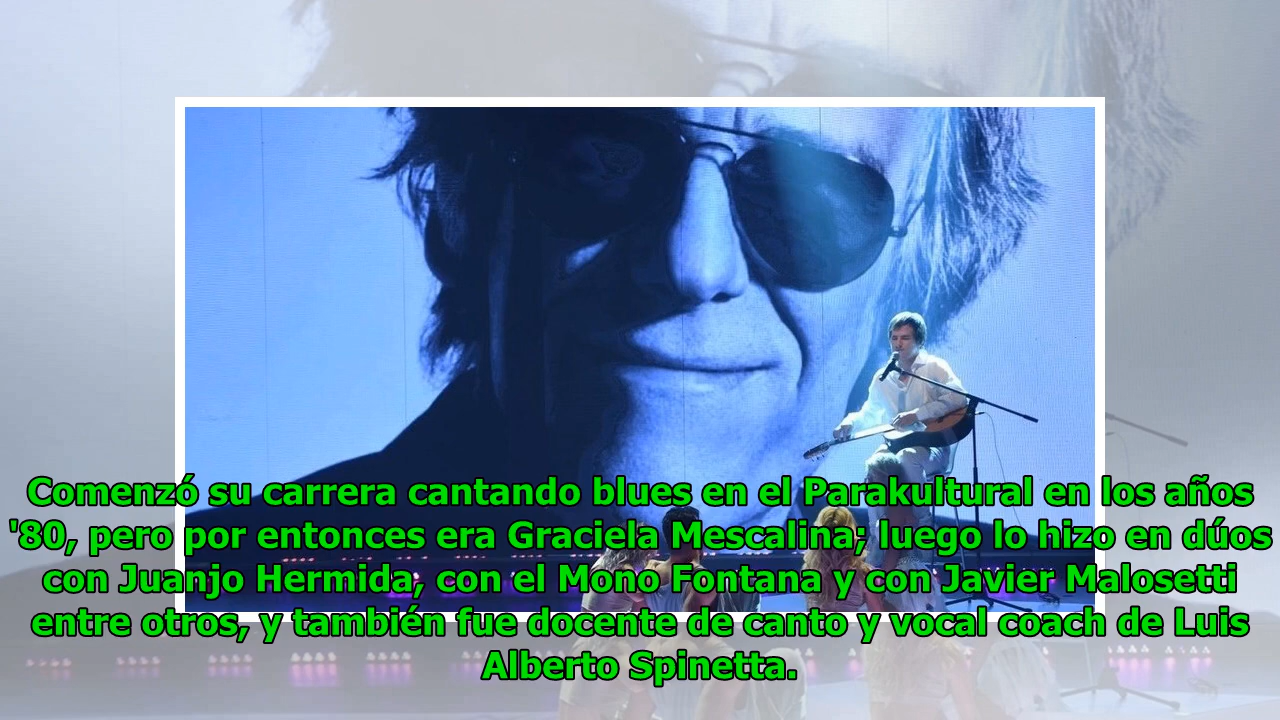 Comenzó su carrera cantando blues en el Parakultural en los años
'80, pero por entonces era Graciela Mescalina; luego lo hizo en dúos
con Juanjo Hermida, con el Mono Fontana y con Javier Malosetti
entre otros, y también fue docente de canto y vocal coach de Luis
Alberto Spinetta.